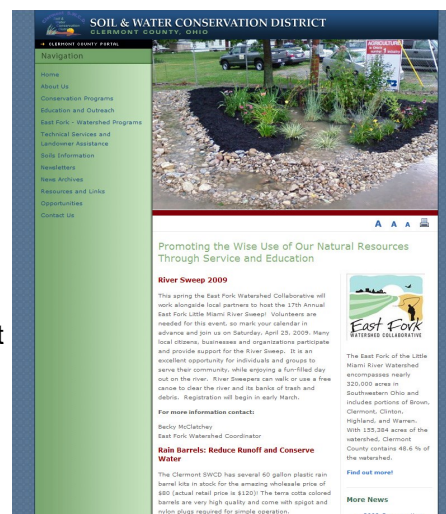 SOIL & WATER CONSERVATION DISTRICT
CLERMONT COUNTY, OHIO
CLERMONT COUNTY PORTAL
Navigation
Home
About Us
Conservation Programs
Education and Outreach
East Fork - Watershed Programs
Technical Services and
Landowner Assistance
Soils Information
Newsletters
News Archives
Resources and Links
Opportunities
Contact Us
t
AGRICULTURE
A A A
Promoting the Wise Use of Our Natural Resources
Through Service and Education
River Sweep 2009
This spring the East Fork Watershed Collaborative will
work alongside local partners to host the 17th Annual
East Fork Little Miami River Sweep! Volunteers are
needed for this event, so mark your calendar in
advance and join us on Saturday, April 25, 2009. Many
local citizens, businesses and organizations participate
and provide support for the River Sweep. It is an
excellent opportunity for individuals and groups to
serve their community, while enjoying a fun-filled day
out on the river. River Sweepers can walk or use a free
canoe to clear the river and its banks of trash and
debris. Registration will begin in early March.
For more information contact:
Becky McClatchey
East Fork Watershed Coordinator
Rain Barrels: Reduce Runoff and Conserve
Water
The Clermont SWCD has several 60 gallon plastic rain
barrel kits in stock for the amazing wholesale price of
$80 (actual retail price is $120)! The terra cotta colored
barrels are very high quality and come with spigot and
nylon plugs required for simple operation.
East Fork
WATERSHED COLLABORATIVE
The East Fork of the Little
Miami River Watershed
encompasses nearly
320,000 acres in
Southwestern Ohio and
includes portions of Brown,
Clermont, Clinton,
Highland, and Warren.
With 155,384 acres of the
watershed, Clermont
County contains 48.6 % of
the watershed.
Find out more!
More News